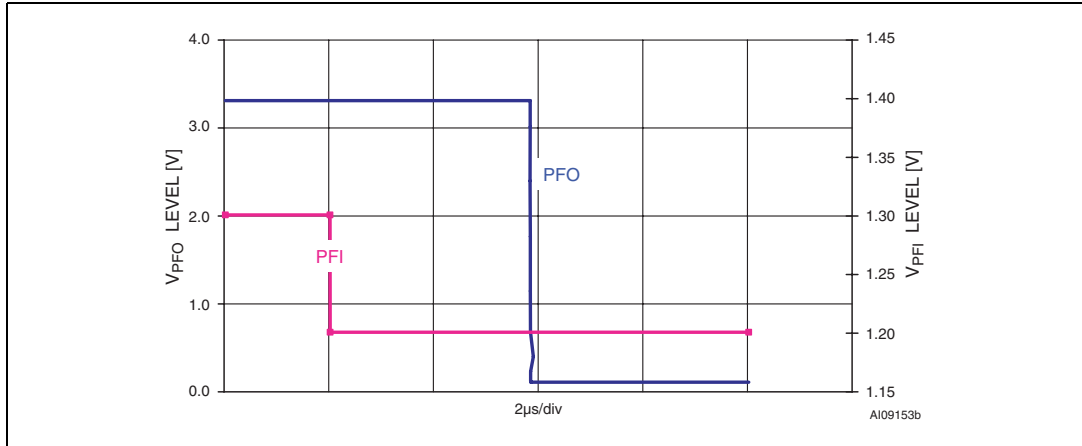 4.0
3.0
2.0
1.0
0.0
VPFO LEVEL [V]
PFO
PFI
1.45
1.40
1.35
1.30
1.25
1.20
1.15
VPFI LEVEL [V]
2µs/div
AI09153b